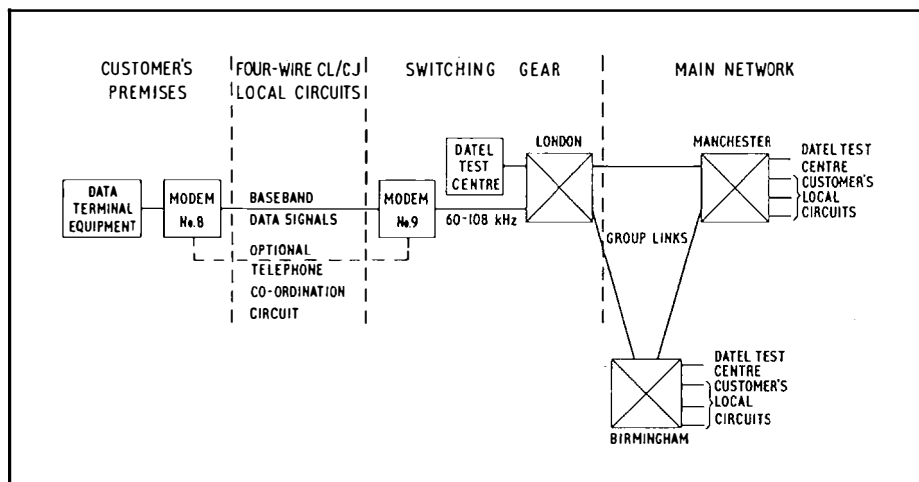 CUSTOMER'S
PREMISES
FOUR-WIRE CL/CJ
LOCAL CIRCUITS
SWITCHING GEAR
MAIN NETWORK
DATA
TERMINAL
EQUIPMENT
MODEM
No.8
BASEBAND
DATA SIGNALS
OPTIONAL
TELEPHONE
CO-ORDINATION
CIRCUIT
MODEM
No.9
60-108 kHz
DATEL
TEST
CENTRE
LONDON
GROUP LINKS
MANCHESTER
DATEL TEST
CENTRE
CUSTOMER'S
LOCAL
CIRCUITS
BIRMINGHAM
DATEL TEST
CENTRE
CUSTOMER'S
LOCAL
CIRCUITS